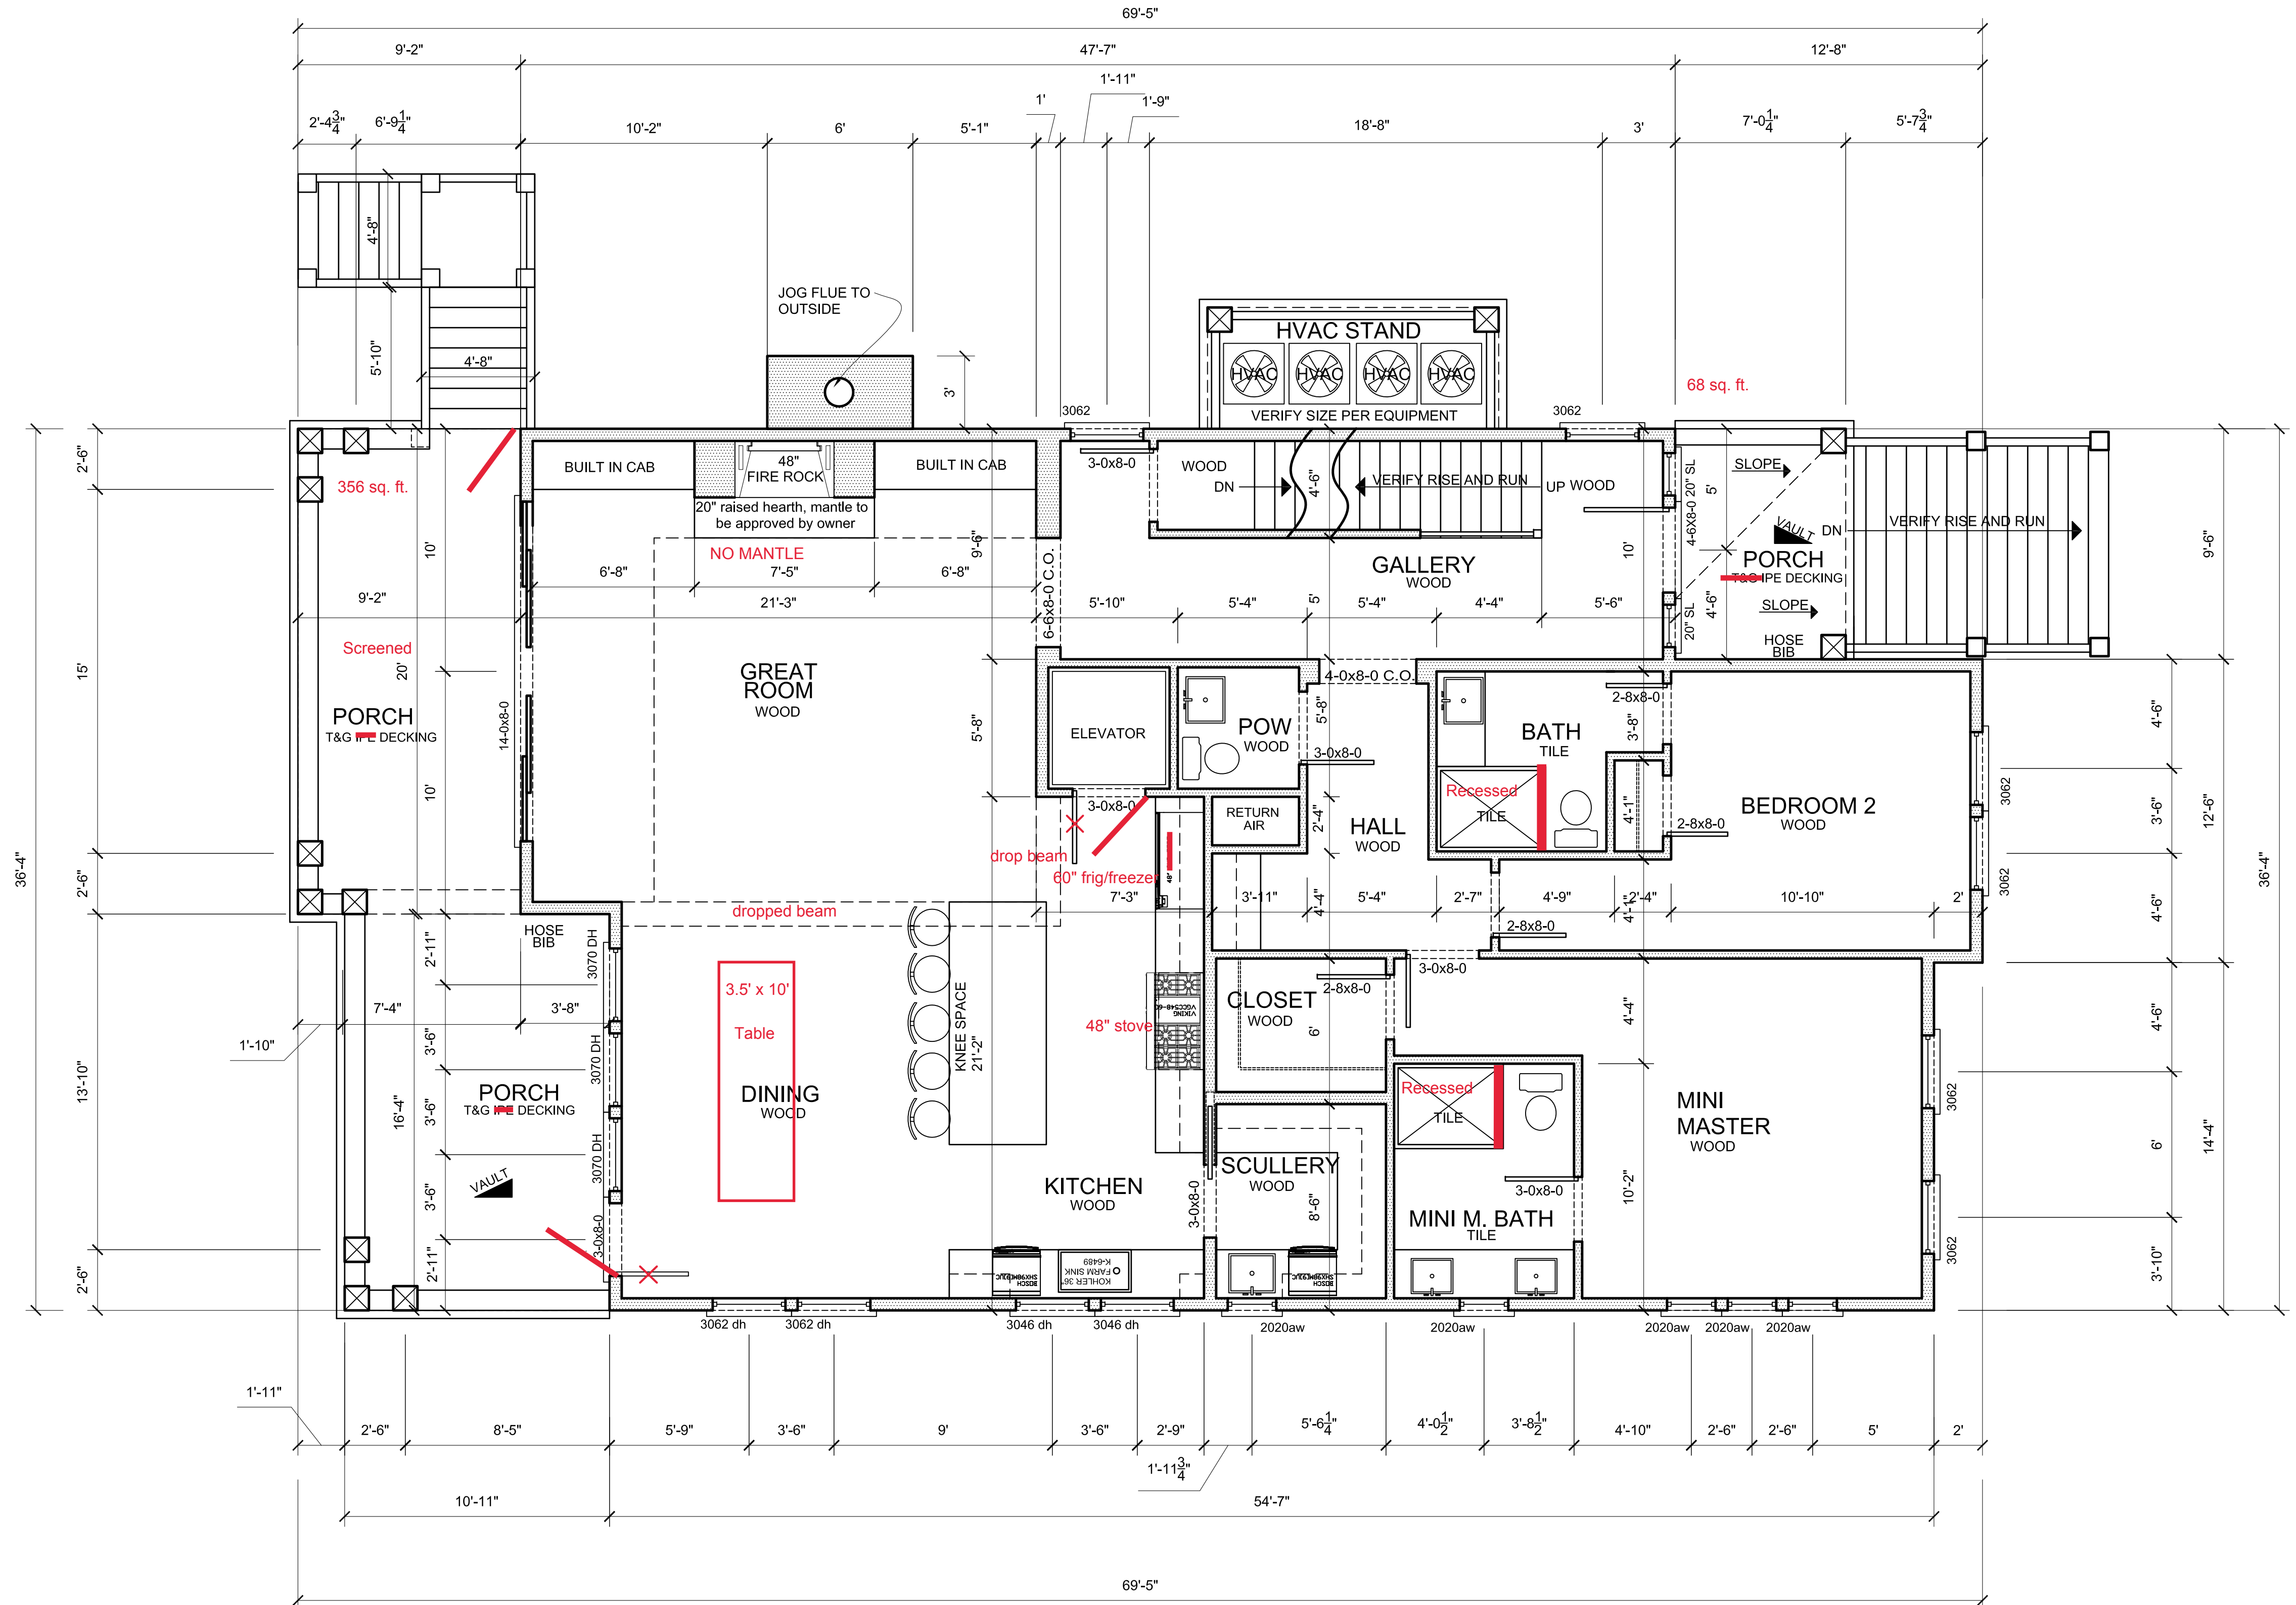 69'-5"
9'-2"
47'-7"
12'-8"
1'-11"
1'
1'-9"
2'-4 3/4"
6'-9 1/4"
10'-2"
6'
5'-1"
18'-8"
3'
7'-0 1/4"
5'-7 3/4"
4'-8"
5'-10"
4'-8"
JOG FLUE TO
OUTSIDE
3'
HVAC STAND
HVAC
HVAC
HVAC
HVAC
VERIFY SIZE PER EQUIPMENT
3062
3062
68 sq. ft.
36'-4"
2'-6"
15'
2'-6"
13'-10"
2'-6"
356 sq. ft.
10'
9'-2"
Screened
20'
PORCH
T&G IPE DECKING
10'
14-0x8-0
BUILT IN CAB
48"
FIRE ROCK
BUILT IN CAB
20" raised hearth, mantle to
be approved by owner
NO MANTLE
6'-8"
7'-5"
6'-8"
21'-3"
9'-6"
GREAT
ROOM
WOOD
5'-8"
6-6x8-0 C.O.
3-0x8-0
WOOD
DN
4'-6"
VERIFY RISE AND RUN
UP WOOD
GALLERY
WOOD
10'
5'-10"
5'-4"
5'
5'-4"
4'-4"
5'-6"
4-6X8-0 20" SL
20" SL
SLOPE
5'
VAULT
DN
VERIFY RISE AND RUN
PORCH
T&G IPE DECKING
4'-6"
SLOPE
HOSE
BIB
9'-6"
ELEVATOR
3-0x8-0
drop beam
60" frig/freezer
7'-3"
POW
WOOD
3-0x8-0
5'-8"
4-0x8-0 C.O.
RETURN
AIR
2'-4"
HALL
WOOD
3'-11"
4'-4"
5'-4"
2'-7"
4'-9"
2'-4"
4'-1"
10'-10"
2'
BATH
TILE
3'-8"
2-8x8-0
Recessed
TILE
4'-1"
2-8x8-0
BEDROOM 2
WOOD
2-8x8-0
3062
3062
4'-6"
3'-6"
4'-6"
12'-6"
36'-4"
4'-6"
6'
3'-10"
14'-4"
dropped beam
HOSE
BIB
2'-11"
3070 DH
7'-4"
3'-8"
1'-10"
3'-6"
3070 DH
PORCH
T&G IPE DECKING
16'-4"
3'-6"
3070 DH
VAULT
3'-6"
3-0x8-0
2'-11"
3.5' x 10'
Table
DINING
WOOD
KNEE SPACE
21'-2"
48" stove
VIKING
KITCHEN
WOOD
BOSCH
KOHLER 36"
FARM SINK
K-6489
CLOSET
WOOD
2-8x8-0
6'
3-0x8-0
SCULLERY
WOOD
3-0x8-0
8'-6"
BOSCH
Recessed
TILE
3-0x8-0
MINI M. BATH
TILE
4'-4"
10'-2"
MINI
MASTER
WOOD
3062
3062
3062 dh
3062 dh
3046 dh
3046 dh
2020aw
2020aw
2020aw
2020aw
2020aw
1'-11"
2'-6"
8'-5"
5'-9"
3'-6"
9'
3'-6"
2'-9"
1'-11 3/4"
5'-6 1/4"
4'-0 1/2"
3'-8 1/2"
4'-10"
2'-6"
2'-6"
5'
2'
10'-11"
54'-7"
69'-5"